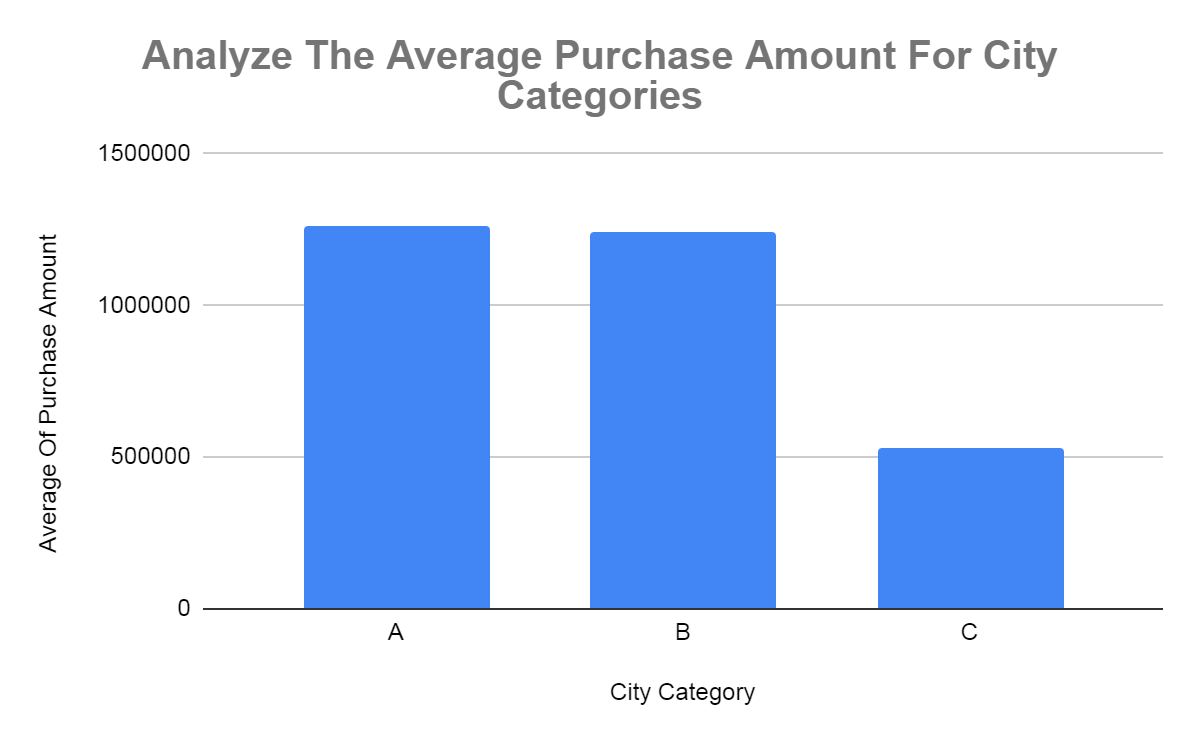 Analyze The Average Purchase Amount For City
Categories
1500000
1000000
500000
0
Average Of Purchase Amount
A
B
C
City Category